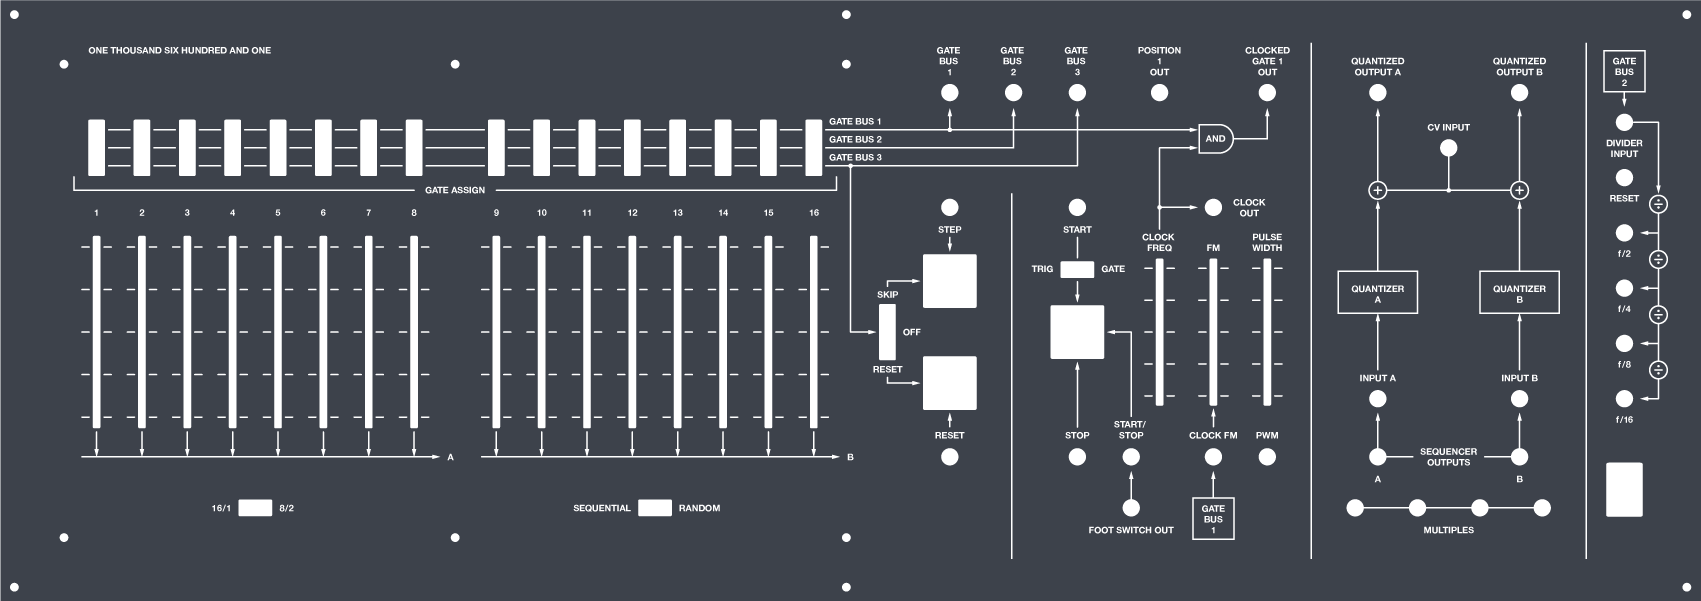 ONE THOUSAND SIX HUNDRED AND ONE
GATE
BUS
1
GATE
BUS
2
GATE
BUS
3
POSITION
1
OUT
CLOCKED
GATE 1
OUT
QUANTIZED
OUTPUT A
QUANTIZED
OUTPUT B
GATE
BUS
2
GATE BUS 1
GATE BUS 2
GATE BUS 3
AND
CV INPUT
DIVIDER
INPUT
RESET
GATE ASSIGN
1 2 3 4 5 6 7 8 9 10 11 12 13 14 15 16
STEP
START
CLOCK
OUT
TRIG
GATE
CLOCK
FREQ
FM
PULSE
WIDTH
SKIP
OFF
RESET
QUANTIZER
A
QUANTIZER
B
f/2
f/4
f/8
f/16
INPUT A
INPUT B
RESET
STOP
START/
STOP
CLOCK FM
PWM
A
B
SEQUENCER
OUTPUTS
A
B
16/1
8/2
SEQUENTIAL
RANDOM
FOOT SWITCH OUT
GATE
BUS
1
MULTIPLES